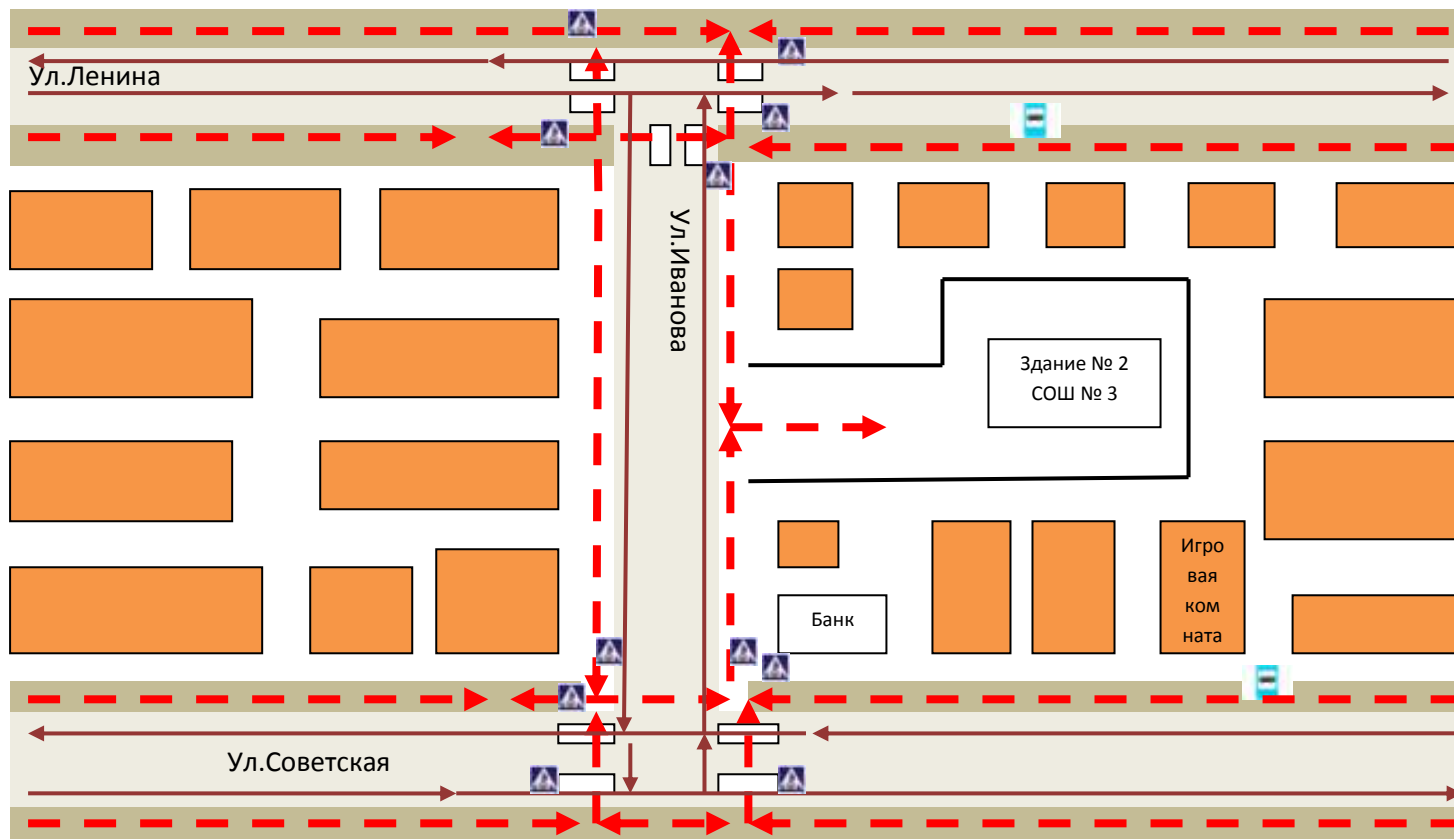 Ул.Ленина
Ул.Иванова
Здание № 2
СОШ № 3
Игро
вая
ком
ната
Банк
Ул.Советская